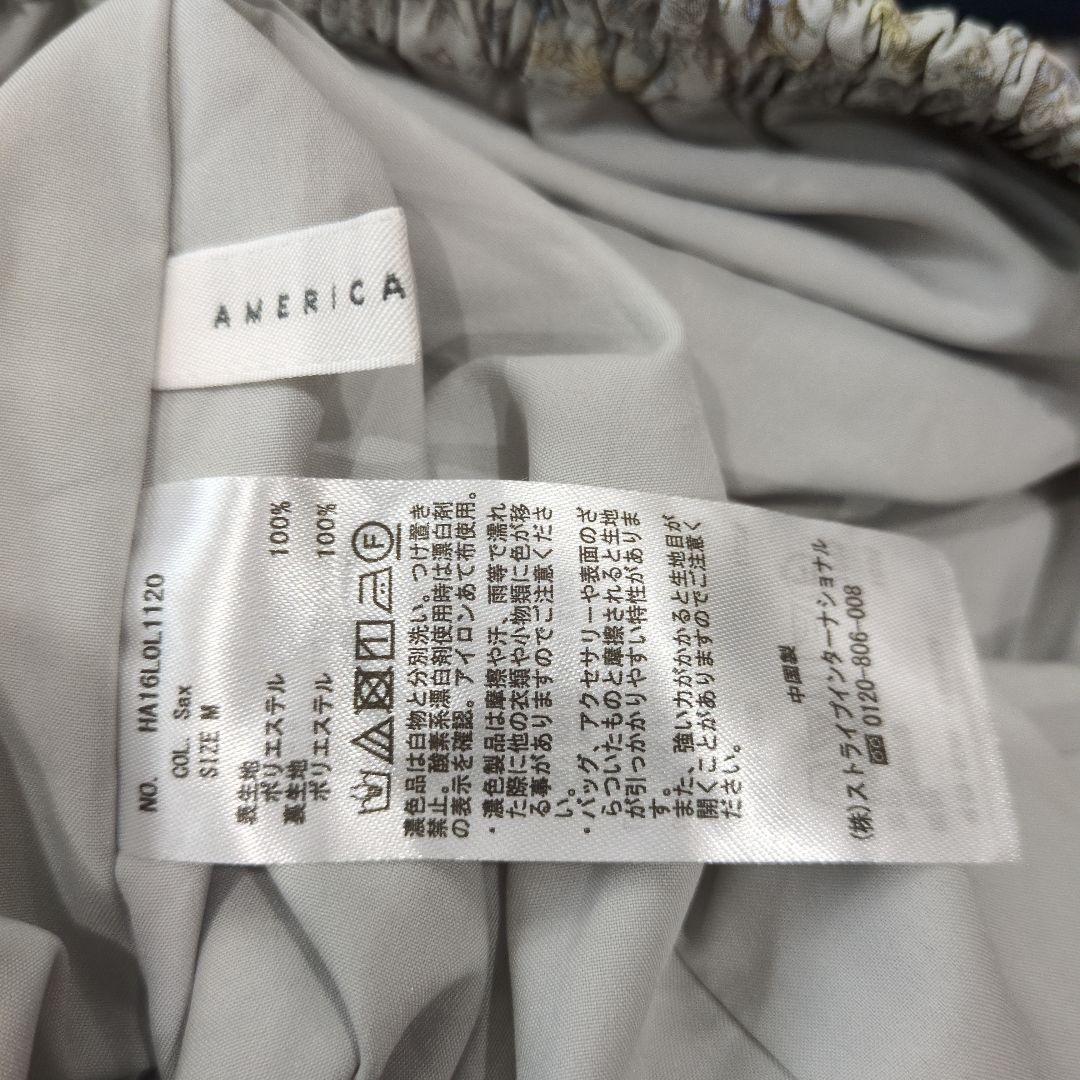 AMERICA
NO. HA16L0L1120
COL. Sax
SIZE M
表生地
ポリエステル 100%
裏生地
ポリエステル 100%
F
濃色品は白物と分別洗い。つけ置き
禁止。酸素系漂白剤使用時は漂白剤
の表示を確認。アイロンあて布使用。
・濃色製品は摩擦や汗、雨等で濡れ
た際に他の衣類や小物類に色が移
る事がありますのでご注意くださ
い。
・バッグ、アクセサリーや表面のざ
らついたものと摩擦されると生地
が引っかかりやすい特性がありま
す。
また、強い力がかかると生地目が
開くことがありますのでご注意く
ださい。
中国製
(株)ストライプインターナショナル
0120-806-008